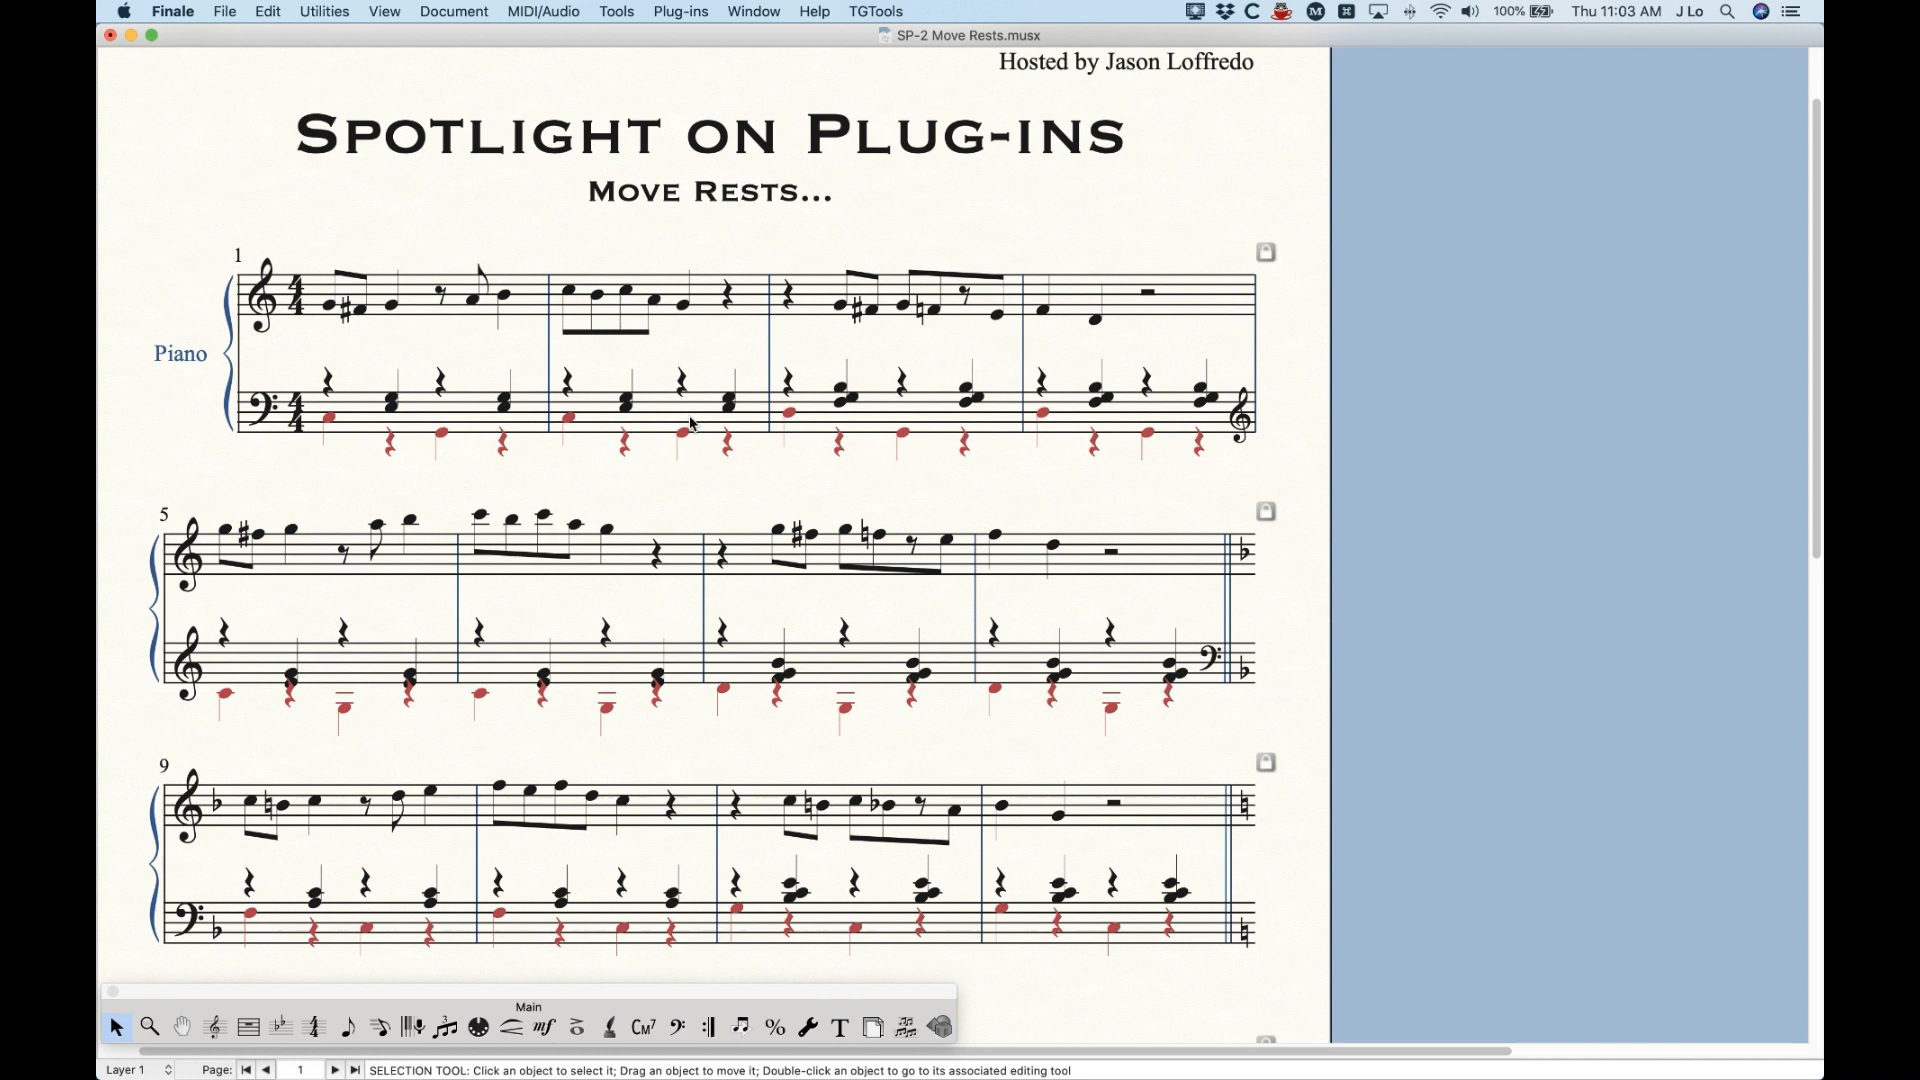 Finale File Edit Utilities View Document MIDI/Audio Tools Plug-ins Window Help TGTools 100% Thu 11:03 AM J Lo
SP-2 Move Rests.musx
Hosted by Jason Loffredo
SPOTLIGHT ON PLUG-INS
MOVE RESTS...
1
Piano
5
9
Main
mf CM7 % T
Layer 1 Page: 1 SELECTION TOOL: Click an object to select it; Drag an object to move it; Double-click an object to go to its associated editing tool